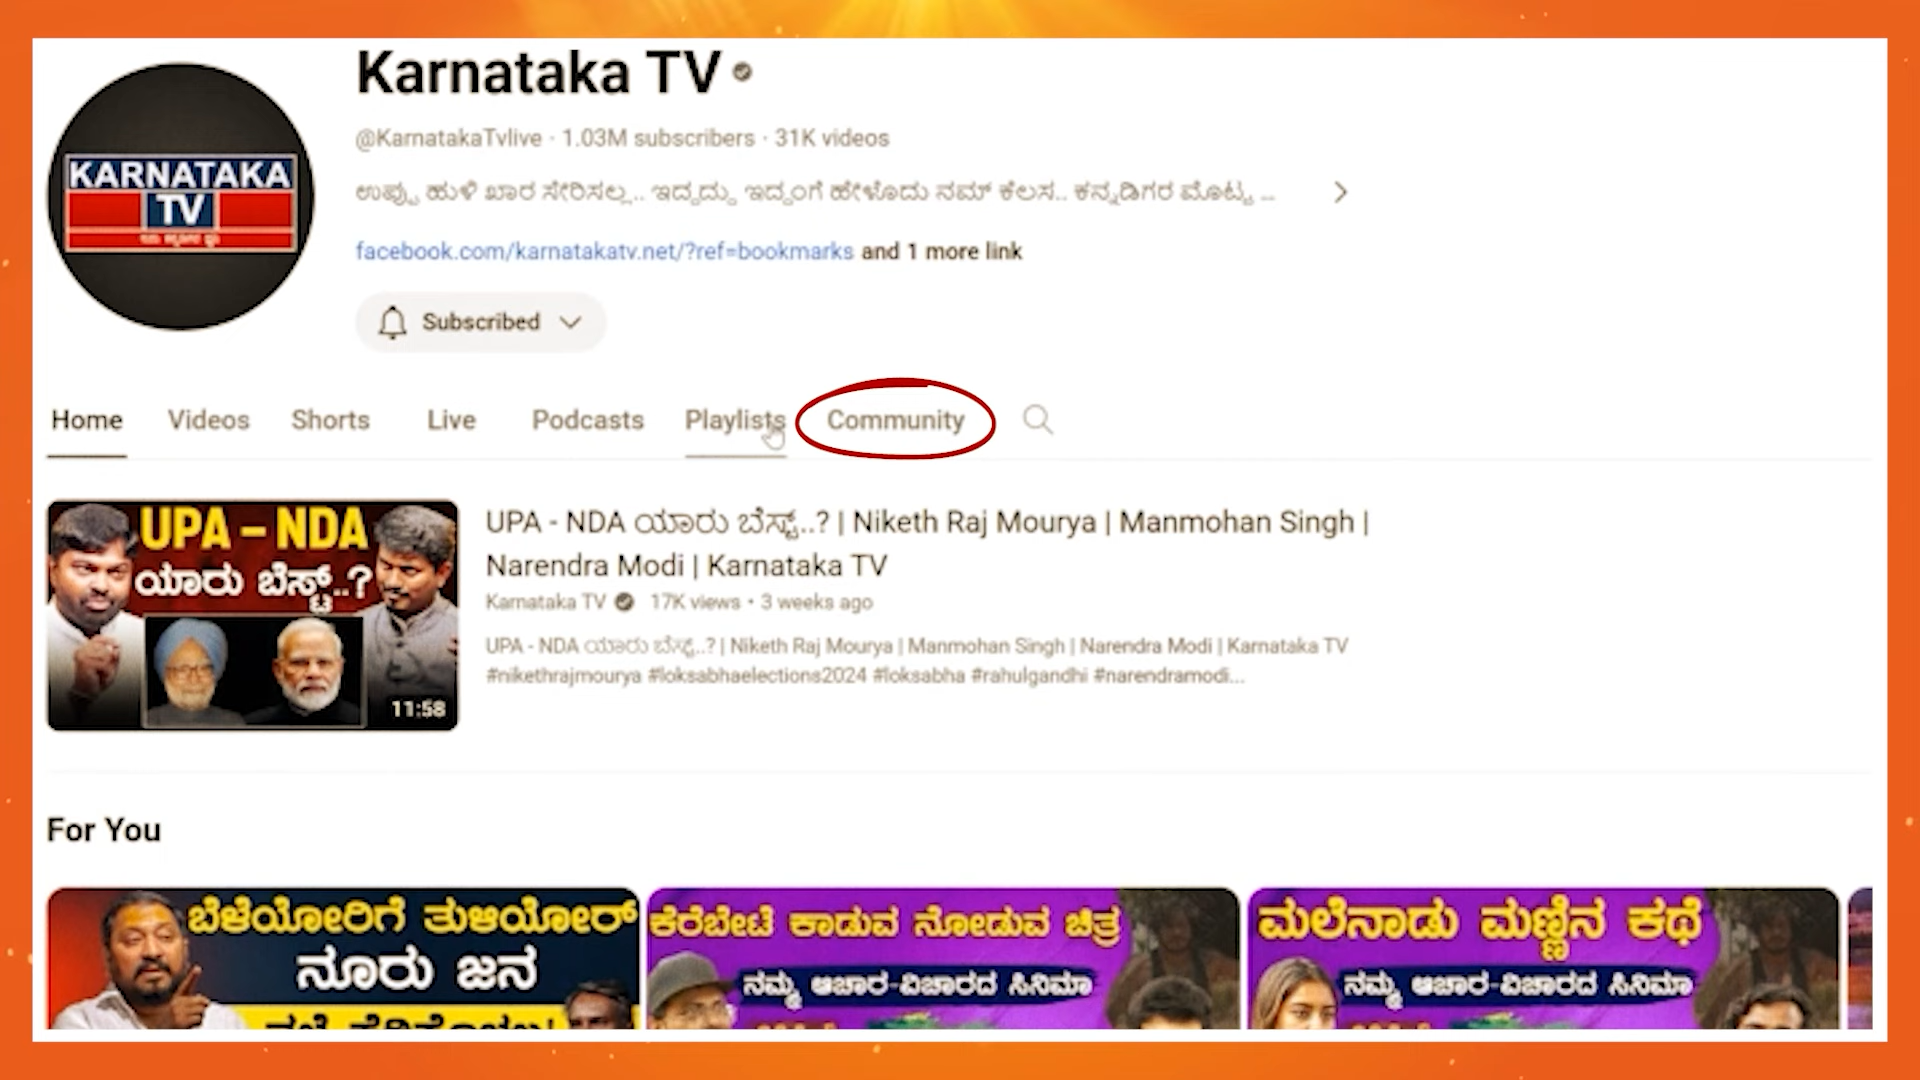 Karnataka TV
KARNATAKA
TV
@KarnatakaTvlive · 1.03M subscribers · 31K videos
ಉಪ್ಪು ಹುಳಿ ಖಾರ ಸೇರಿಸಲ್ಲ.. ಇದ್ದದ್ದು ಇದ್ದಂಗೆ ಹೇಳೋದು ನಮ್ ಕೆಲಸ.. ಕನ್ನಡಿಗರ ಮೊಟ್ಟ ...
facebook.com/karnatakatv.net/?ref=bookmarks and 1 more link
Subscribed
Home Videos Shorts Live Podcasts Playlists Community
UPA – NDA
ಯಾರು ಬೆಸ್ಟ್..?
11:58
UPA - NDA ಯಾರು ಬೆಸ್ಟ್..? | Niketh Raj Mourya | Manmohan Singh |
Narendra Modi | Karnataka TV
Karnataka TV 17K views • 3 weeks ago
UPA - NDA ಯಾರು ಬೆಸ್ಟ್..? | Niketh Raj Mourya | Manmohan Singh | Narendra Modi | Karnataka TV
#nikethrajmourya #loksabhaelections2024 #loksabha #rahulgandhi #narendramodi...
For You
ಬೆಳೆಯೋರಿಗೆ ತುಳಿಯೋರ್
ನೂರು ಜನ
ಕೆರೆಬೇಟೆ ಕಾಡುವ ನೋಡುವ ಚಿತ್ರ
ನಮ್ಮ ಆಚಾರ-ವಿಚಾರದ ಸಿನಿಮಾ
ಮಲೆನಾಡು ಮಣ್ಣಿನ ಕಥೆ
ನಮ್ಮ ಆಚಾರ-ವಿಚಾರದ ಸಿನಿಮಾ